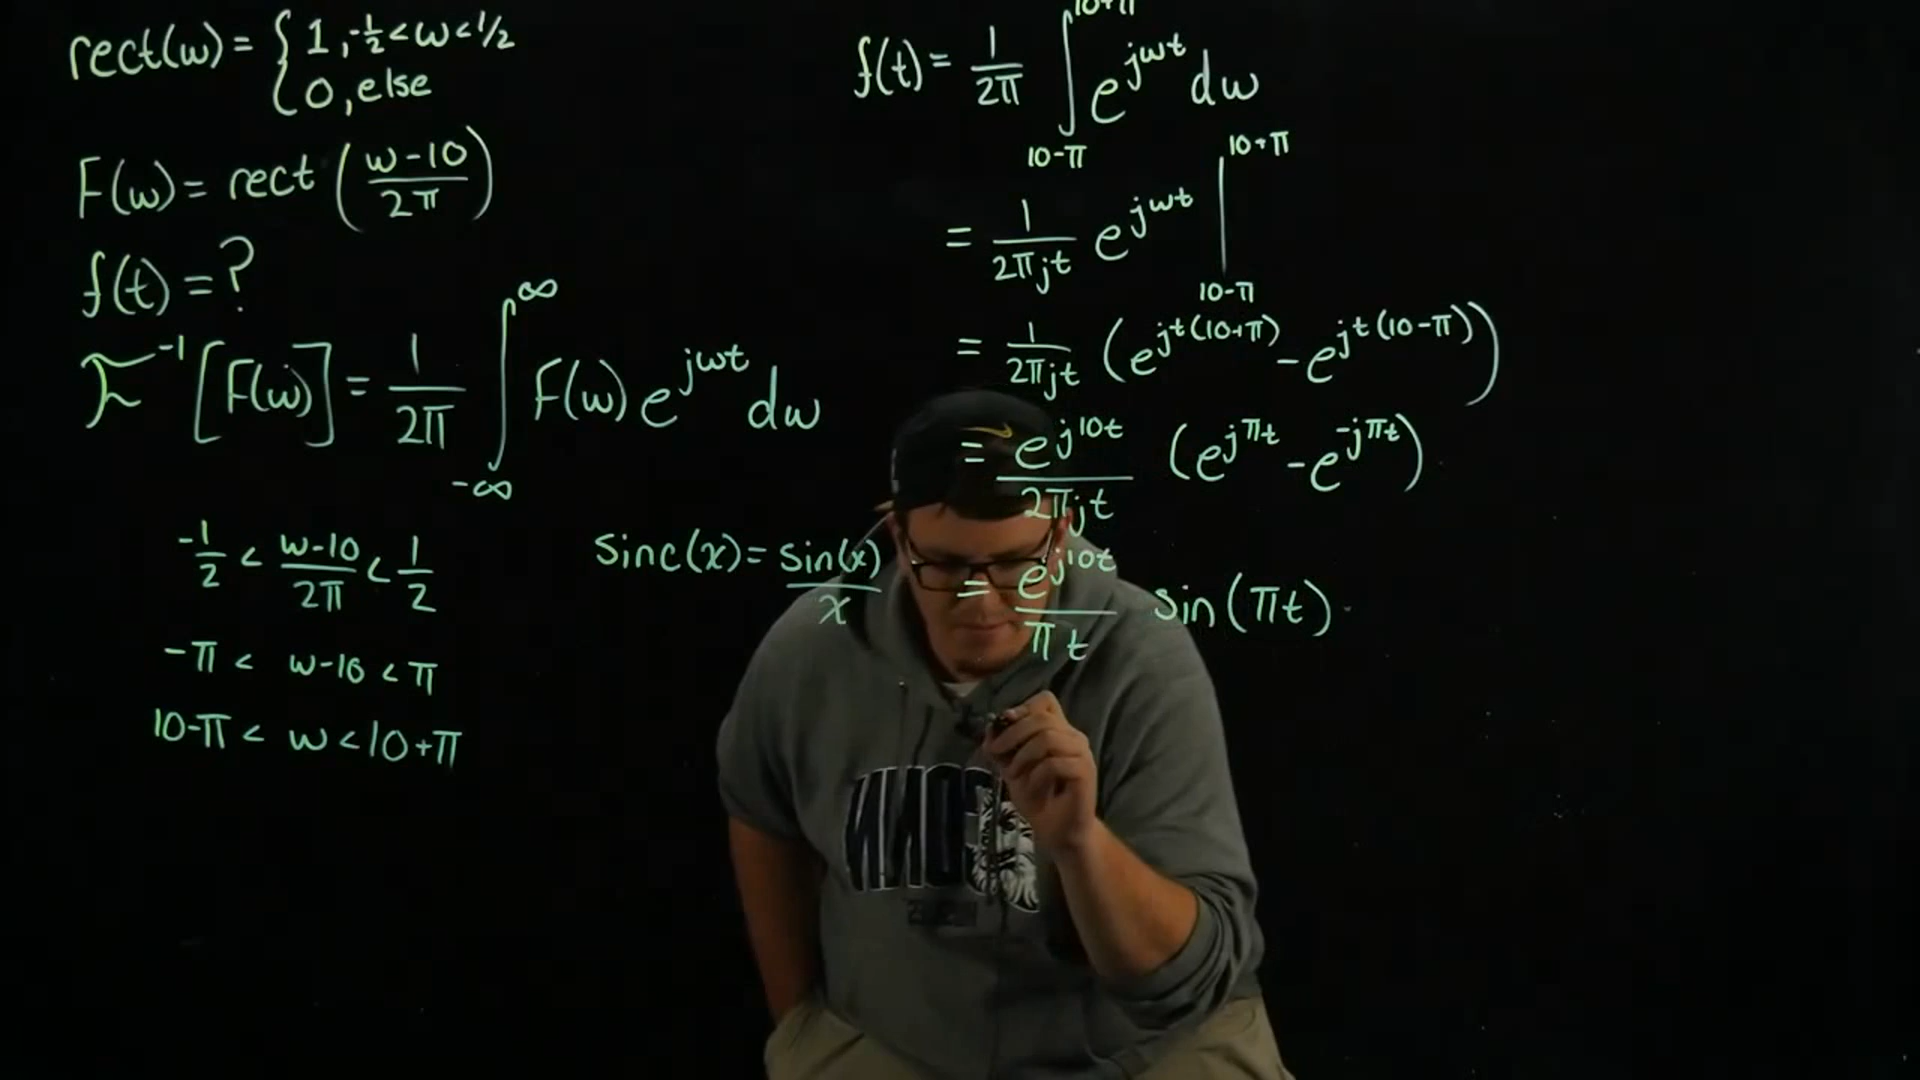 rect(w) = { 1, -1/2 < w < 1/2
0, else
F(w) = rect ( (w-10)/2π )
f(t) = ?
ℱ⁻¹ [F(w)] = 1/2π ∫_{-∞}^{∞} F(w) e^{jwt} dw
-1/2 < (w-10)/2π < 1/2
-π < w-10 < π
10-π < w < 10+π
sinc(x) = sin(x)/x
f(t) = 1/2π ∫_{10-π}^{10+π} e^{jwt} dw
= 1/(2πjt) e^{jwt} |_{10-π}^{10+π}
= 1/(2πjt) (e^{jt(10+π)} - e^{jt(10-π)})
= e^{j10t}/(2πjt) (e^{jπt} - e^{-jπt})
= e^{j10t}/(πt) sin(πt)